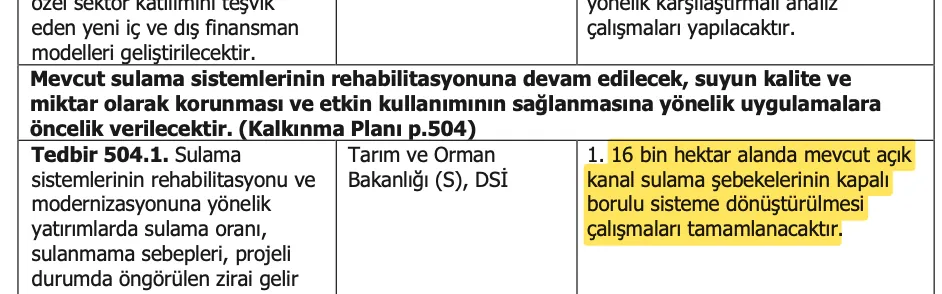 özel sektör katılımını teşvik
eden yeni iç ve dış finansman
modelleri geliştirilecektir.
yönelik karşılaştırmalı analiz
çalışmaları yapılacaktır.
Mevcut sulama sistemlerinin rehabilitasyonuna devam edilecek, suyun kalite ve
miktar olarak korunması ve etkin kullanımının sağlanmasına yönelik uygulamalara
öncelik verilecektir. (Kalkınma Planı p.504)
Tedbir 504.1. Sulama
sistemlerinin rehabilitasyonu ve
modernizasyonuna yönelik
yatırımlarda sulama oranı,
sulanmama sebepleri, projeli
durumda öngörülen zirai gelir
Tarım ve Orman
Bakanlığı (S), DSİ
1. 16 bin hektar alanda mevcut açık
kanal sulama şebekelerinin kapalı
borulu sisteme dönüştürülmesi
çalışmaları tamamlanacaktır.